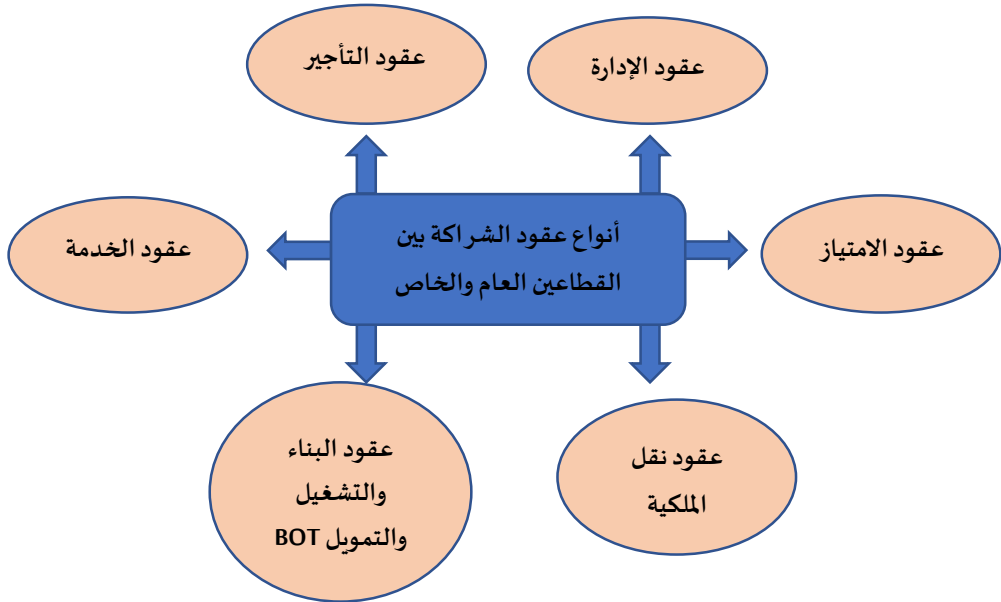 عقود الإدارة
عقود التأجير
أنواع عقود الشراكة بين
القطاعين العام والخاص
عقود الامتياز
عقود الخدمة
عقود نقل
الملكية
عقود البناء
والتشغيل
والتمويل BOT